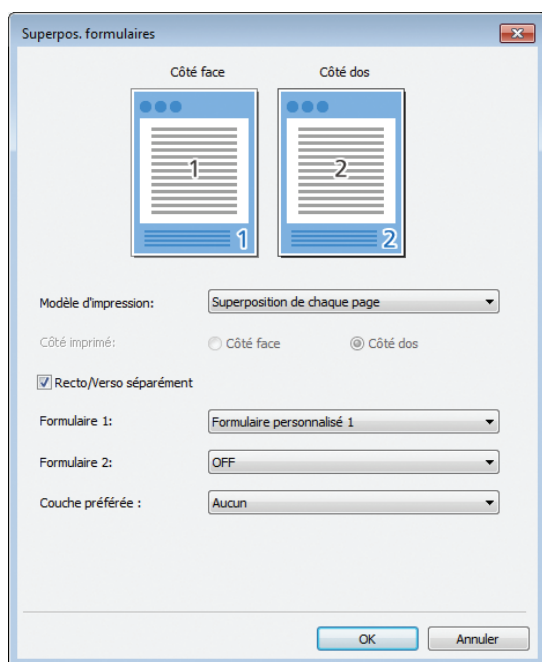 Superpos. formulaires
Côté face Côté dos
1 2
1 2
Modèle d'impression: Superposition de chaque page
Côté imprimé: Côté face Côté dos
Recto/Verso séparément
Formulaire 1: Formulaire personnalisé 1
Formulaire 2: OFF
Couche préférée : Aucun
OK Annuler